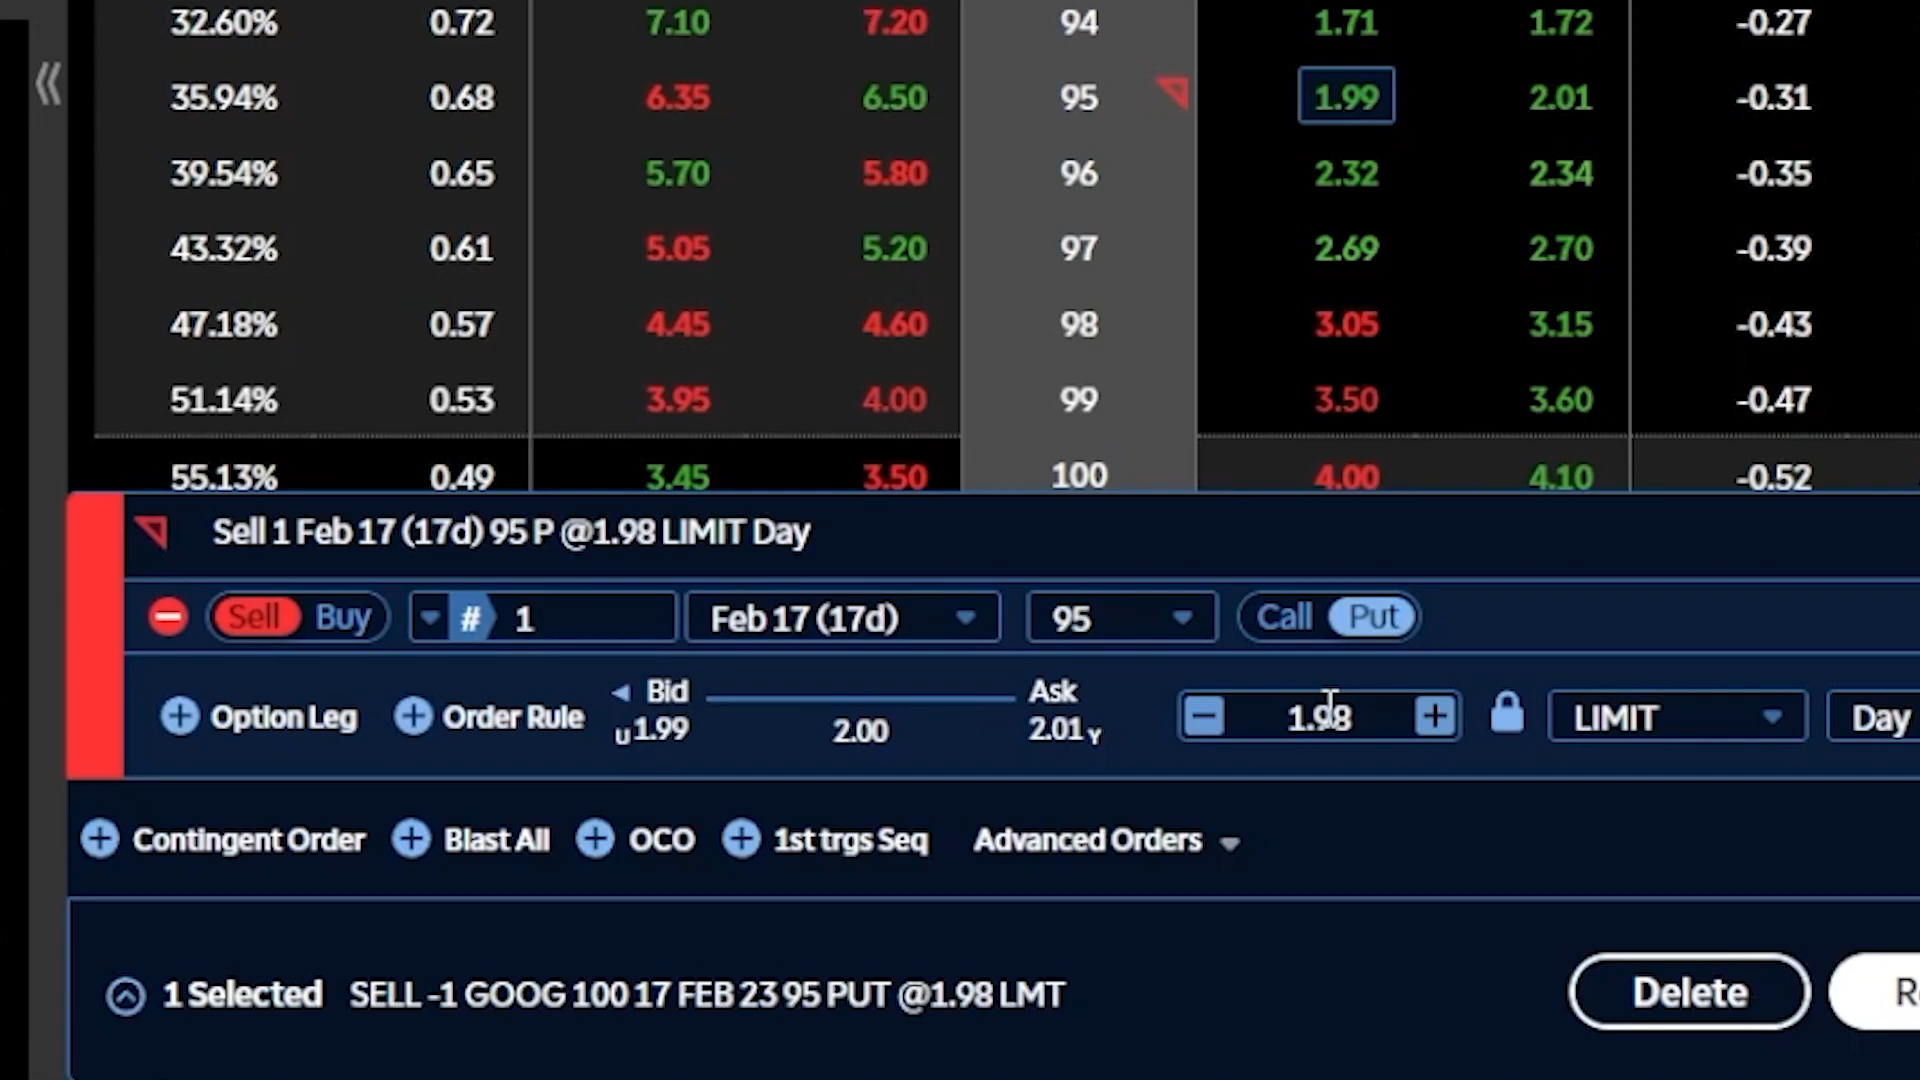 32.60% 0.72 7.10 7.20 94 1.71 1.72 -0.27
35.94% 0.68 6.35 6.50 95 1.99 2.01 -0.31
39.54% 0.65 5.70 5.80 96 2.32 2.34 -0.35
43.32% 0.61 5.05 5.20 97 2.69 2.70 -0.39
47.18% 0.57 4.45 4.60 98 3.05 3.15 -0.43
51.14% 0.53 3.95 4.00 99 3.50 3.60 -0.47
55.13% 0.49 3.45 3.50 100 4.00 4.10 -0.52
Sell 1 Feb 17 (17d) 95 P @1.98 LIMIT Day
Sell Buy # 1 Feb 17 (17d) 95 Call Put
Bid Ask
Option Leg Order Rule U 1.99 2.00 2.01 Y 1.98 LIMIT Day
Contingent Order Blast All OCO 1st trgs Seq Advanced Orders
1 Selected SELL -1 GOOG 100 17 FEB 23 95 PUT @1.98 LMT Delete